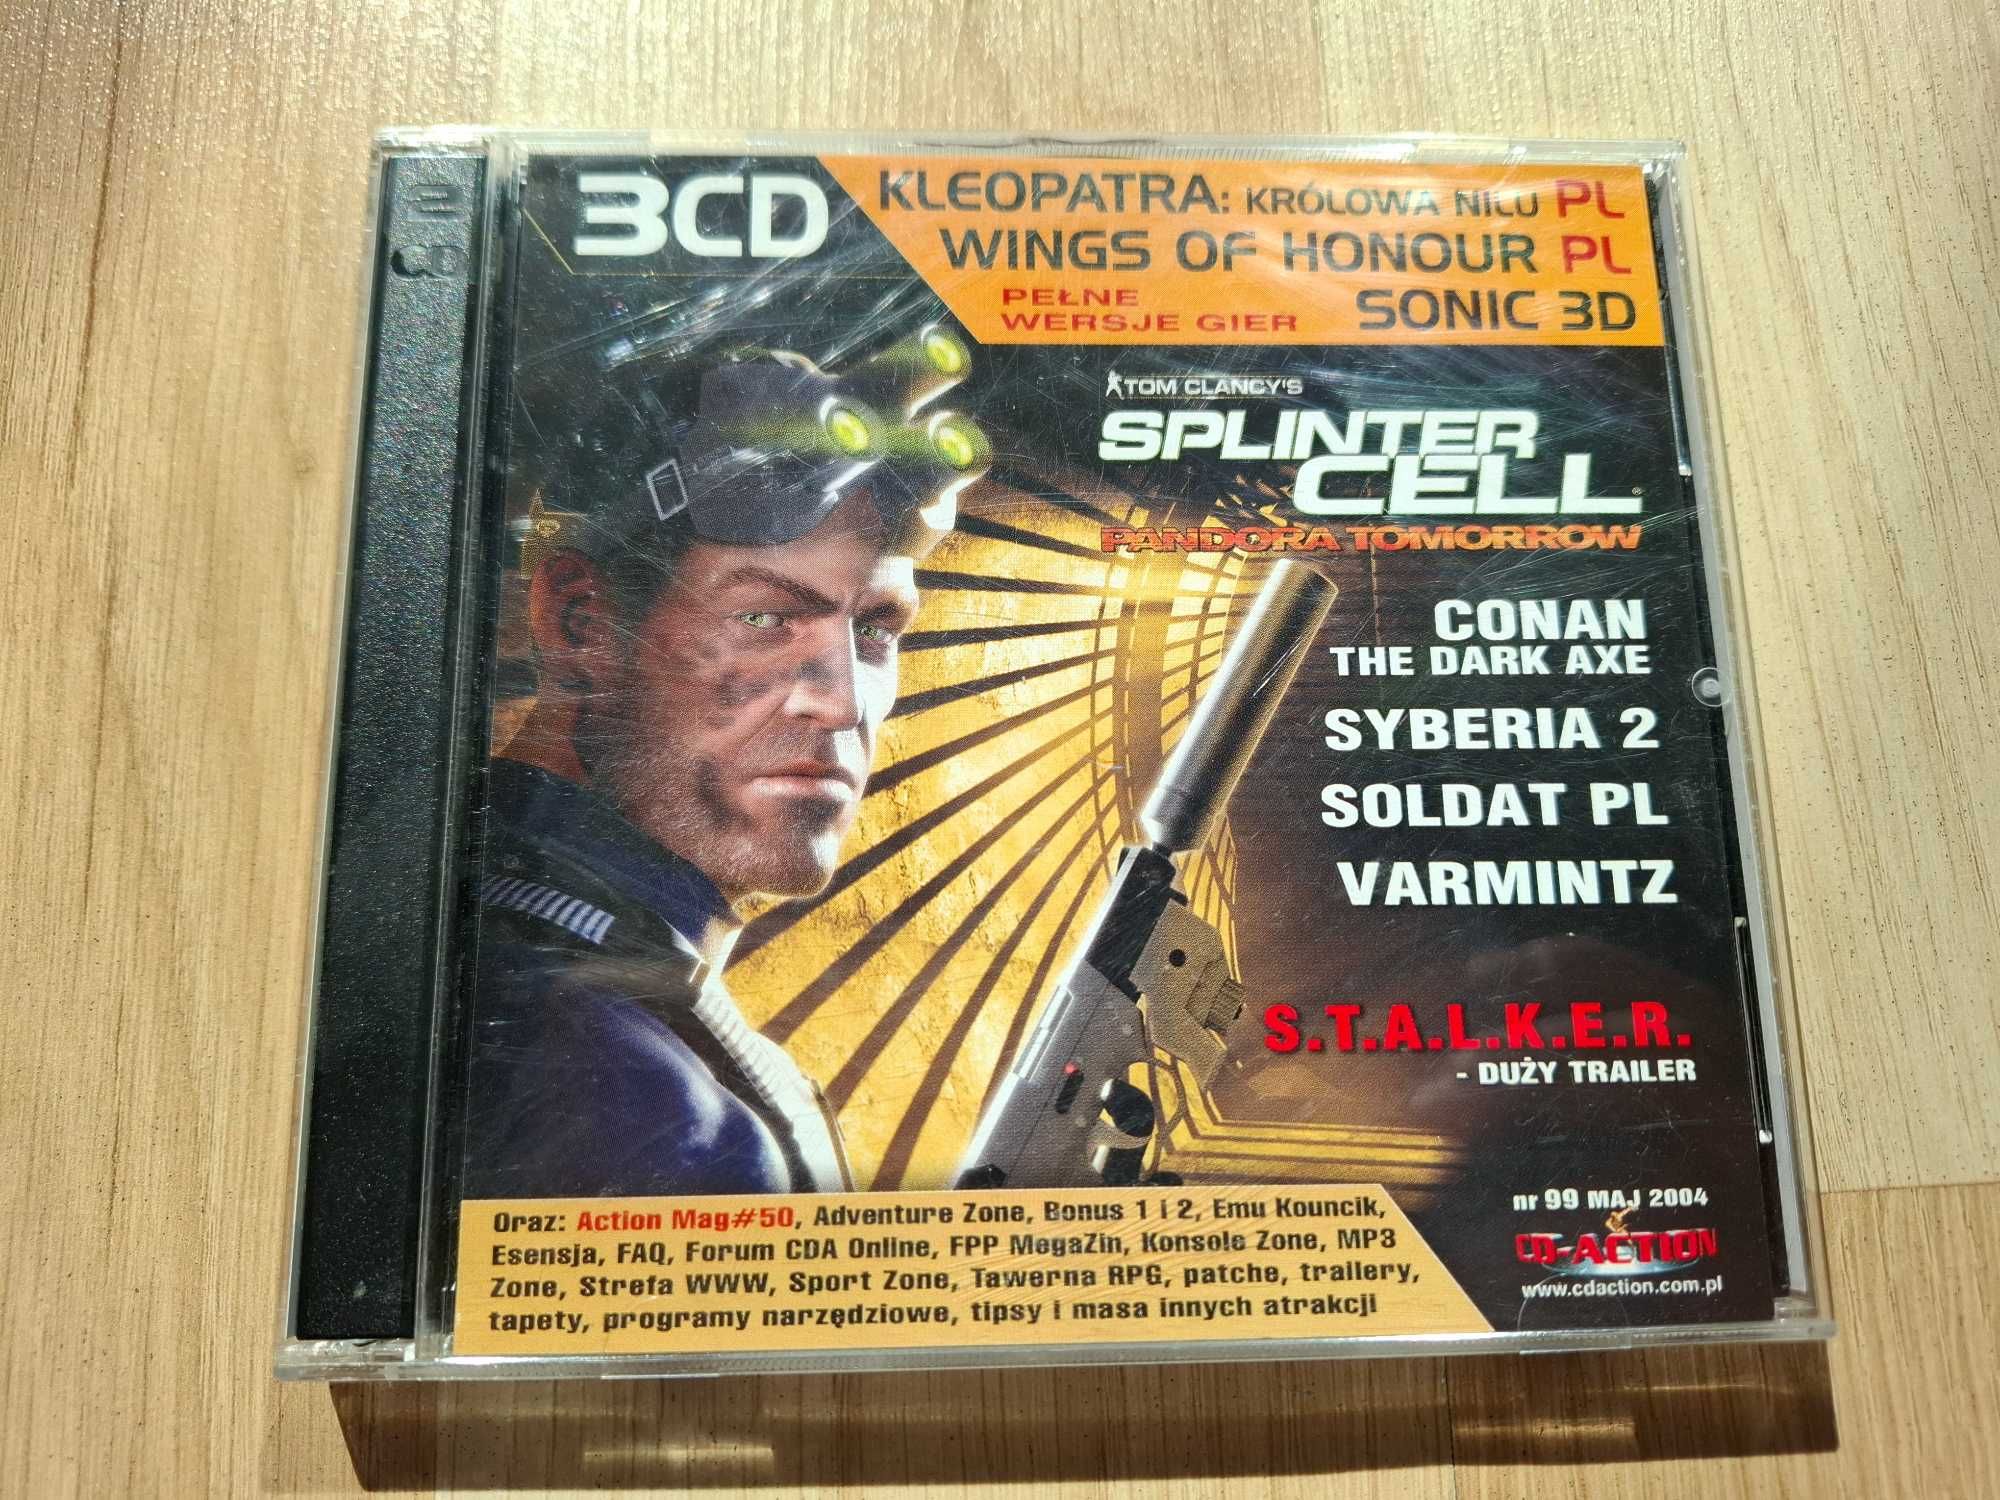 3CD
KLEOPATRA: KRÓLOWA NILU PL
WINGS OF HONOUR PL
PEŁNE
WERSJE GIER
SONIC 3D
TOM CLANCY'S
SPLINTER
CELL®
PANDORA TOMORROW
CONAN
THE DARK AXE
SYBERIA 2
SOLDAT PL
VARMINTZ
S.T.A.L.K.E.R.
- DUŻY TRAILER
nr 99 MAJ 2004
CD-ACTION
www.cdaction.com.pl
Oraz: Action Mag#50, Adventure Zone, Bonus 1 i 2, Emu Kouncik,
Esensja, FAQ, Forum CDA Online, FPP MegaZin, Konsole Zone, MP3
Zone, Strefa WWW, Sport Zone, Tawerna RPG, patche, trailery,
tapety, programy narzędziowe, tipsy i masa innych atrakcji